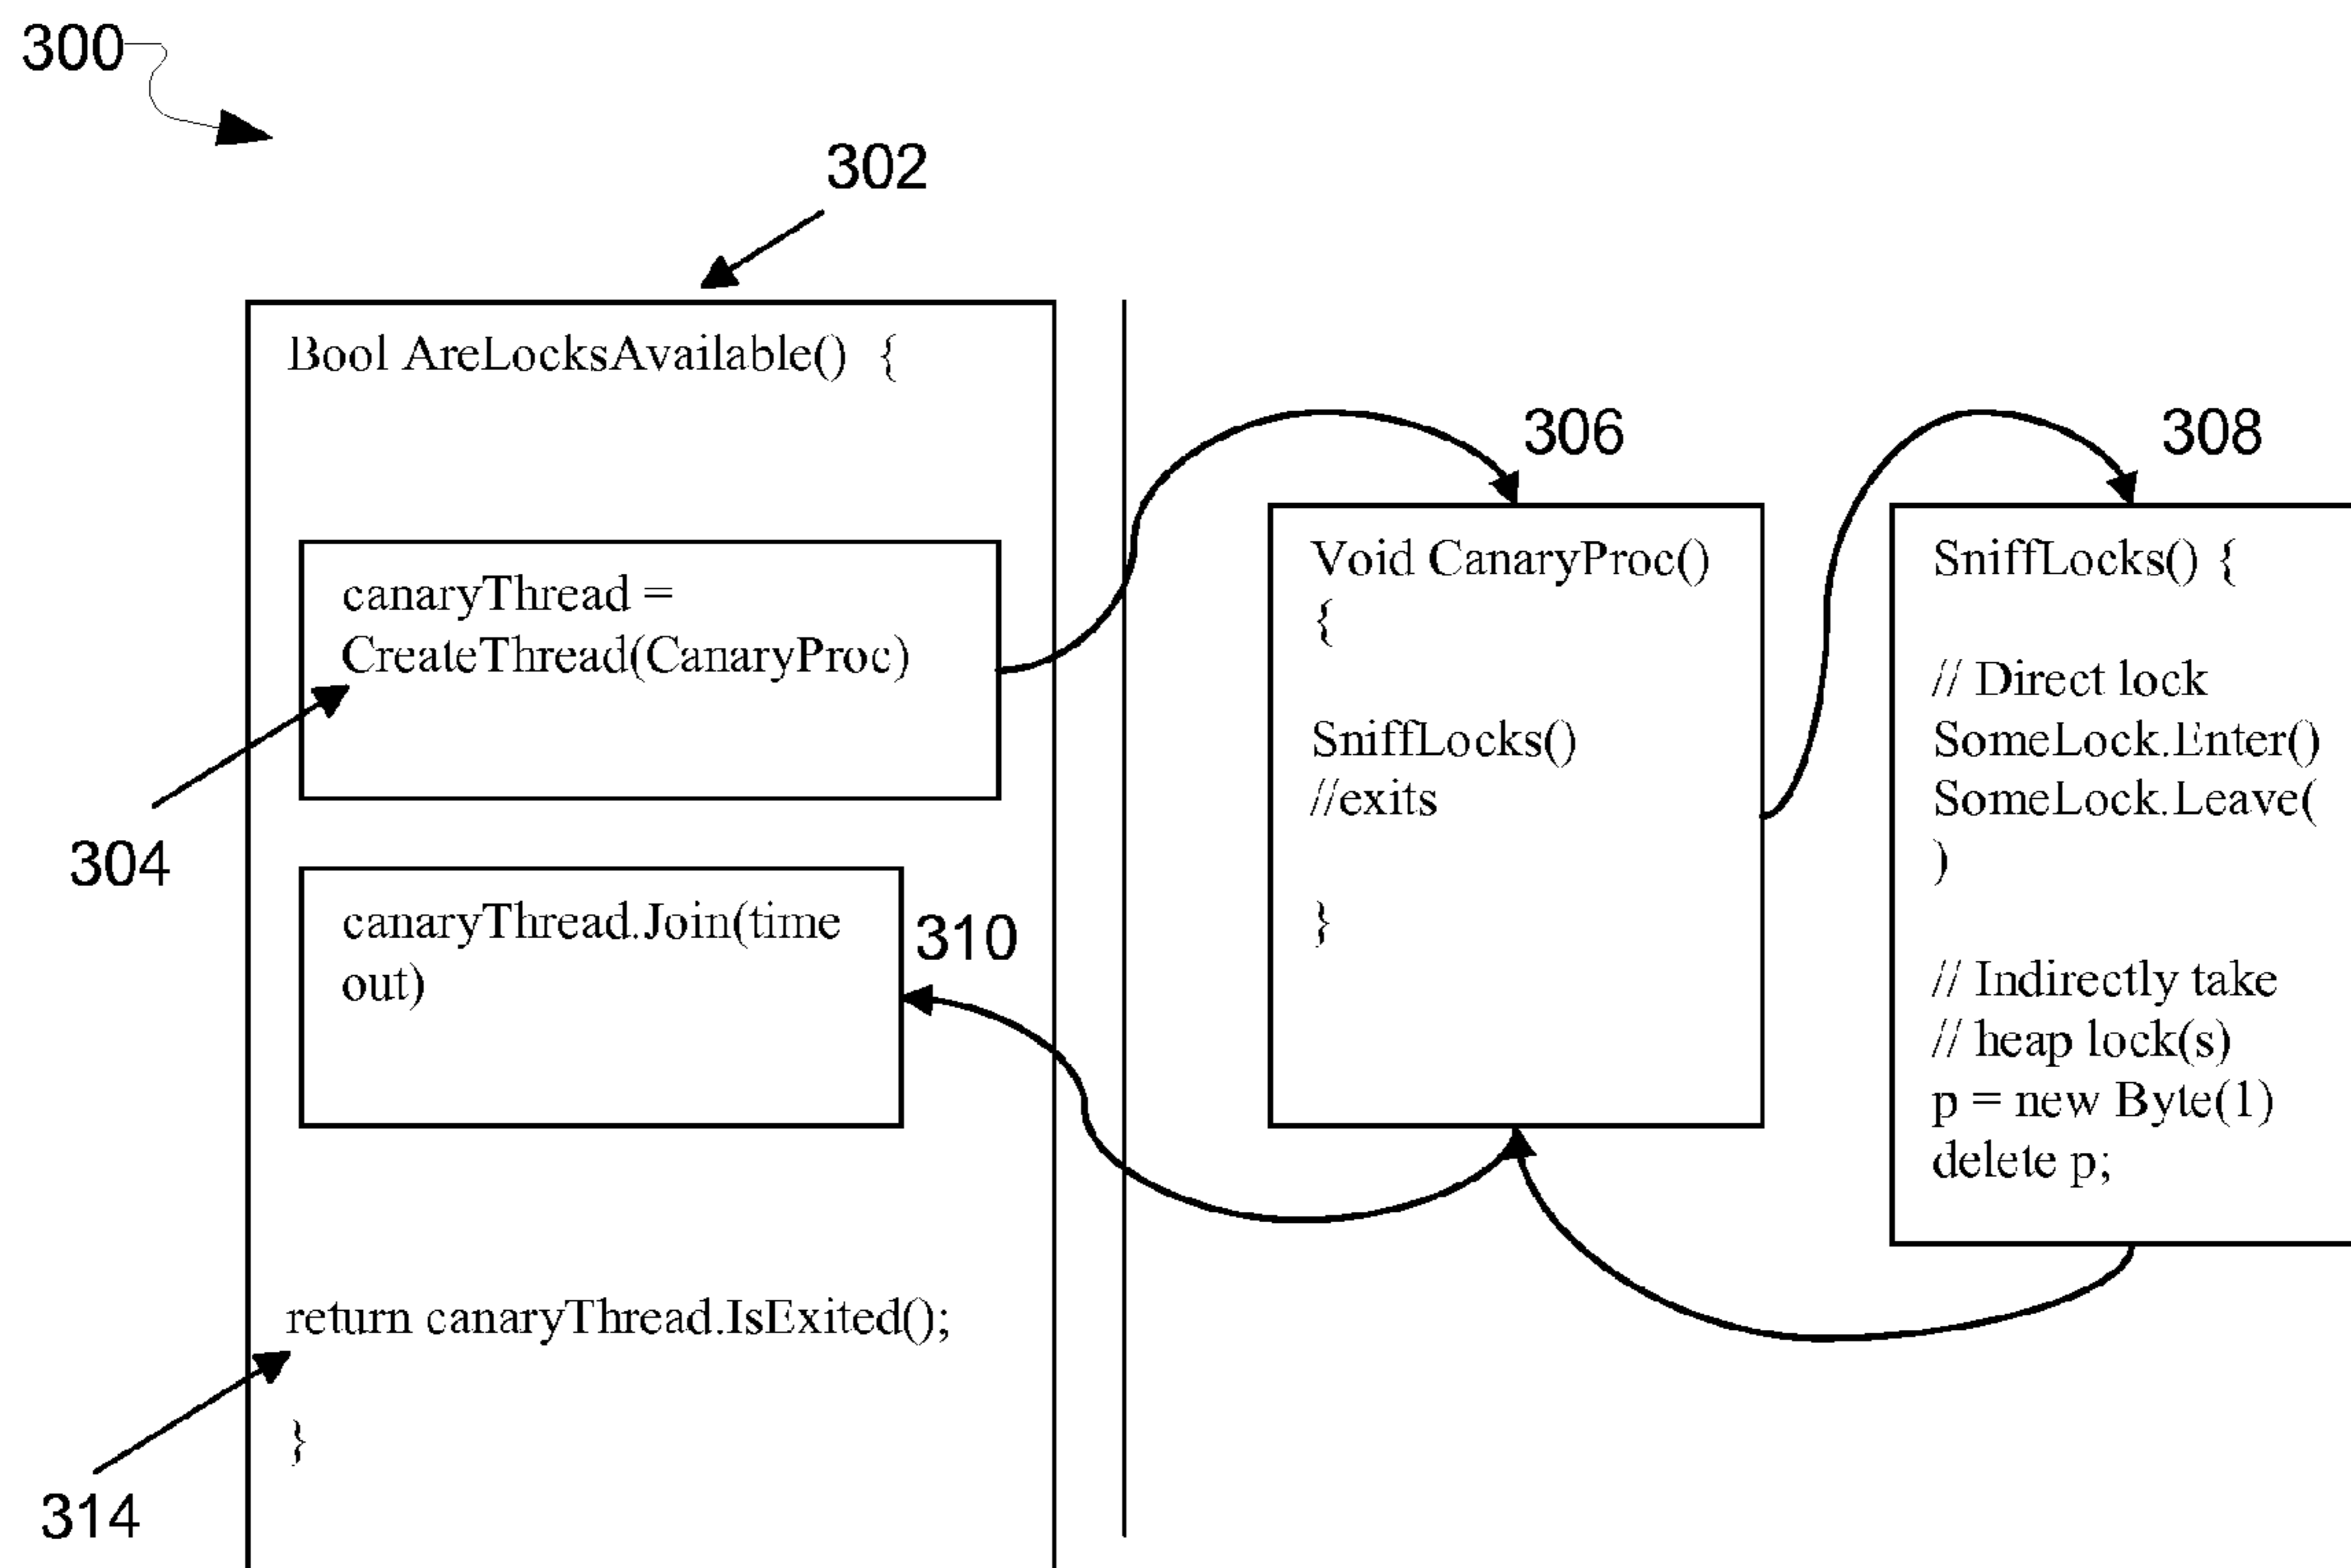 300
302
Bool AreLocksAvailable() {
canaryThread =
CreateThread(CanaryProc)
304
canaryThread.Join(time
out)
310
return canaryThread.IsExited();
314
}
306
Void CanaryProc()
{
SniffLocks()
//exits
}
308
SniffLocks() {
// Direct lock
SomeLock.Enter()
SomeLock.Leave(
)
// Indirectly take
// heap lock(s)
p = new Byte(1)
delete p;